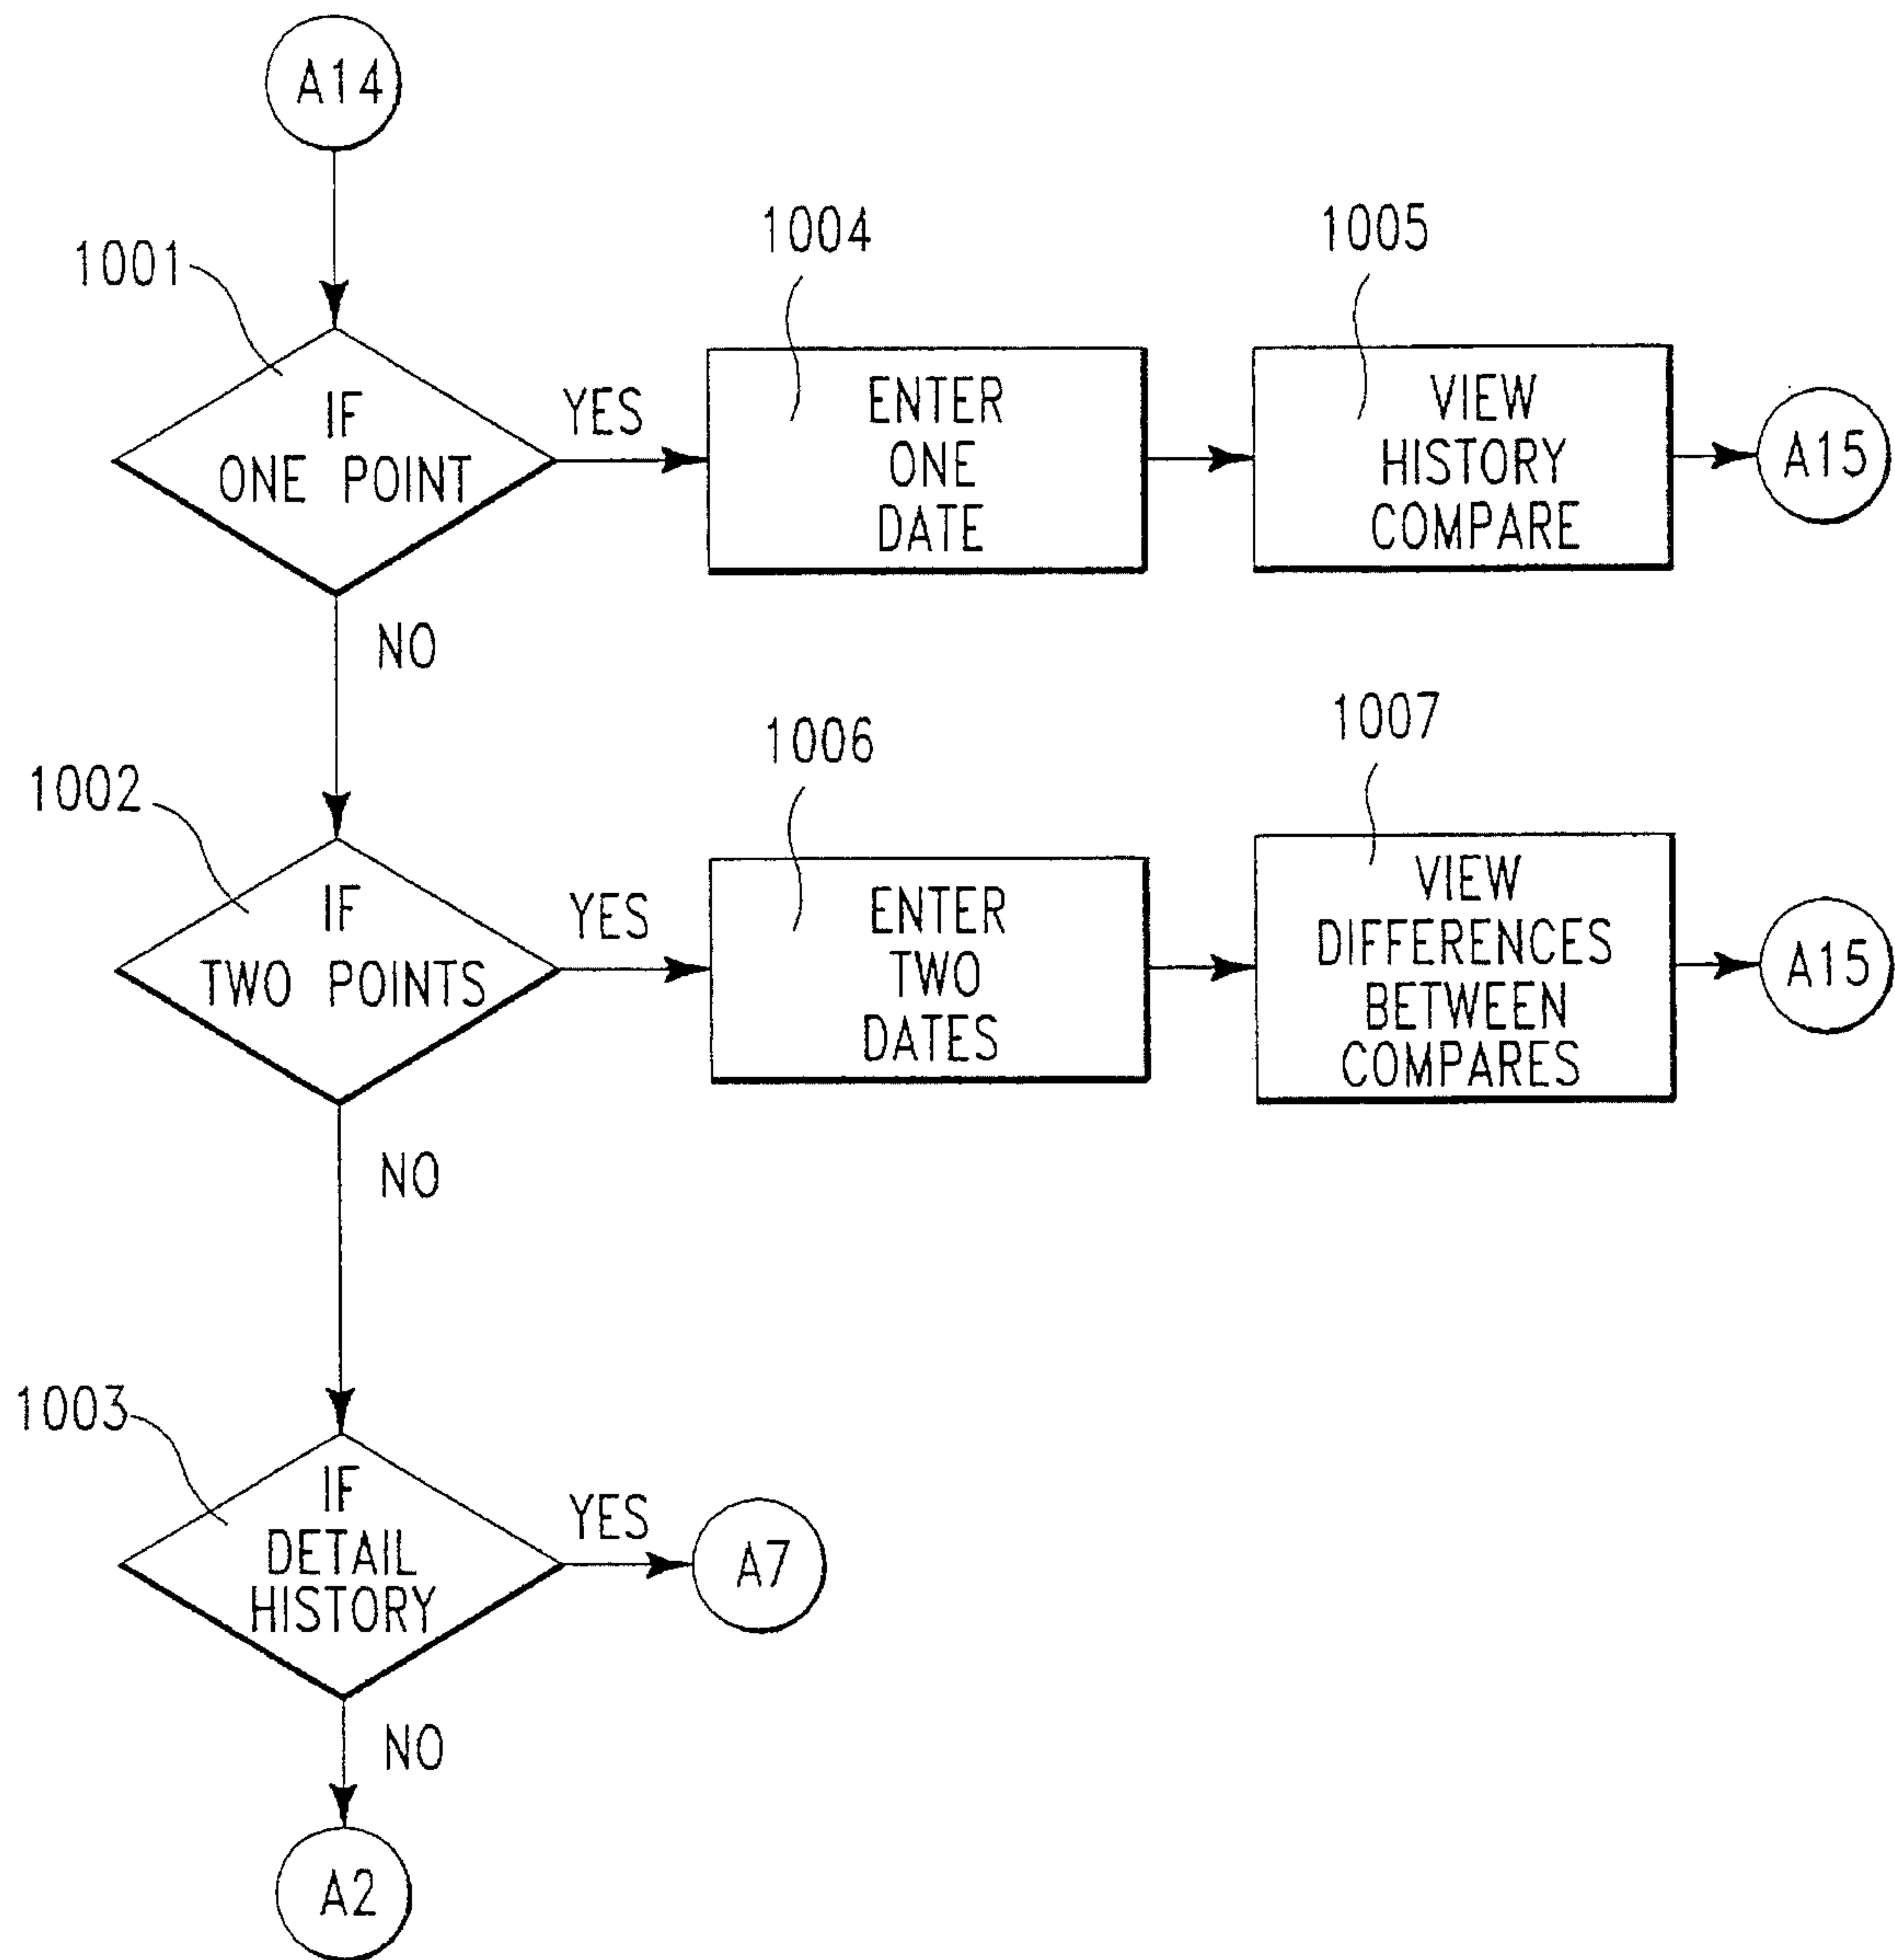 A14
1001
1004
1005
IF
ONE POINT
YES
ENTER
ONE
DATE
VIEW
HISTORY
COMPARE
A15
NO
1002
1006
1007
IF
TWO POINTS
YES
ENTER
TWO
DATES
VIEW
DIFFERENCES
BETWEEN
COMPARES
A15
NO
1003
IF
DETAIL
HISTORY
YES
A7
NO
A2